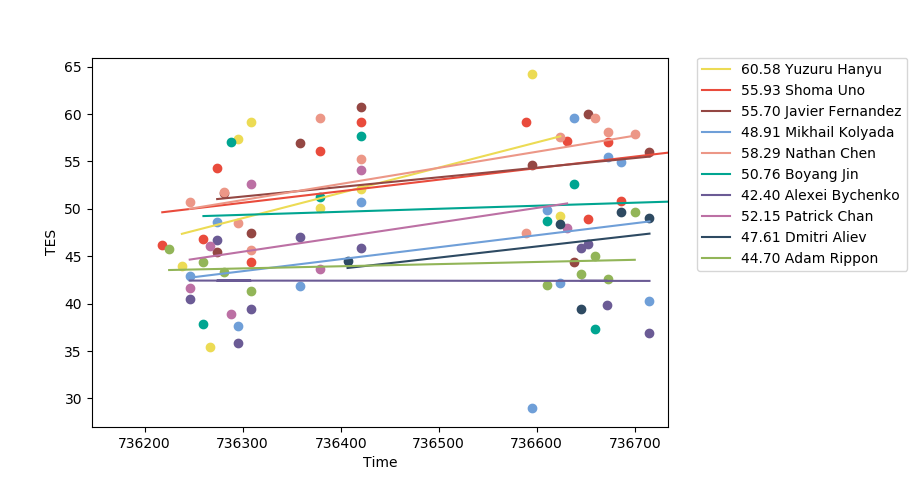 65
60
55
50
45
40
35
30
TES
736200 736300 736400 736500 736600 736700
Time
60.58 Yuzuru Hanyu
55.93 Shoma Uno
55.70 Javier Fernandez
48.91 Mikhail Kolyada
58.29 Nathan Chen
50.76 Boyang Jin
42.40 Alexei Bychenko
52.15 Patrick Chan
47.61 Dmitri Aliev
44.70 Adam Rippon